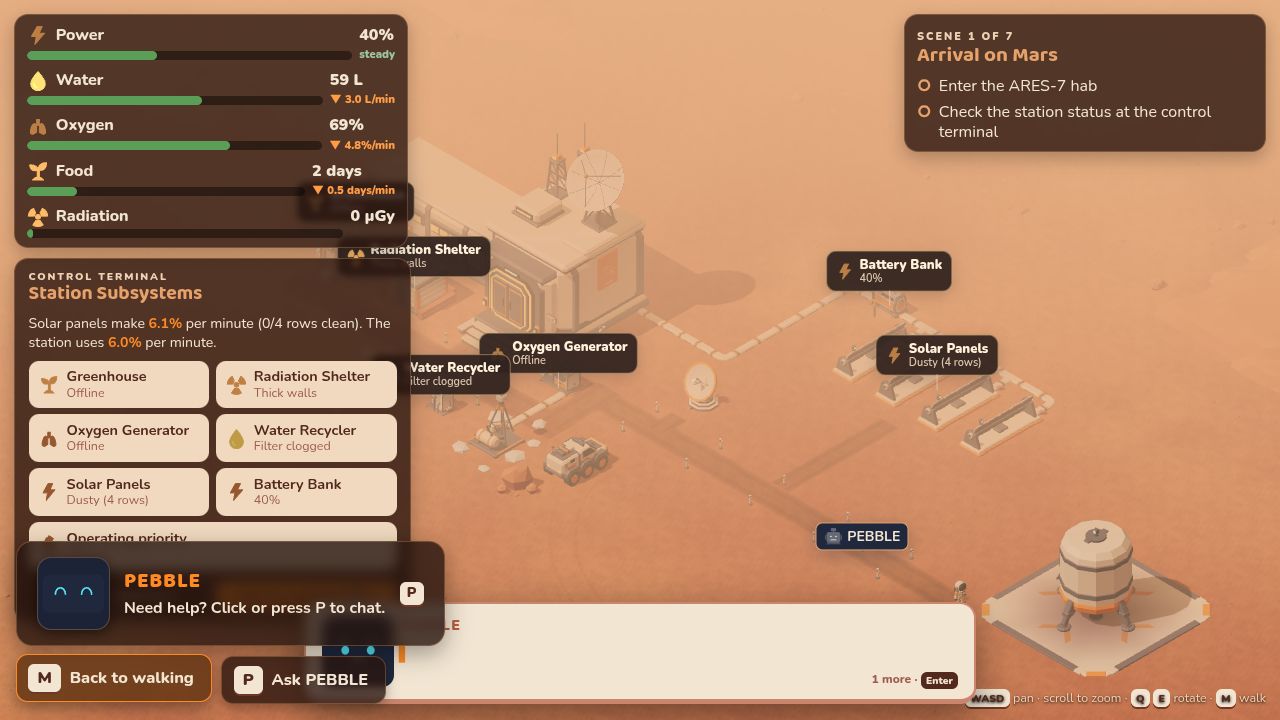 Power
40%
steady
Water
59 L
▼ 3.0 L/min
Oxygen
69%
▼ 4.8%/min
Food
2 days
▼ 0.5 days/min
Radiation
0 μGy
SCENE 1 OF 7
Arrival on Mars
Enter the ARES-7 hab
Check the station status at the control
terminal
Radiation Shelter
walls
Battery Bank
40%
Oxygen Generator
Offline
Water Recycler
Filter clogged
Solar Panels
Dusty (4 rows)
PEBBLE
CONTROL TERMINAL
Station Subsystems
Solar panels make 6.1% per minute (0/4 rows clean). The
station uses 6.0% per minute.
Greenhouse
Offline
Radiation Shelter
Thick walls
Oxygen Generator
Offline
Water Recycler
Filter clogged
Solar Panels
Dusty (4 rows)
Battery Bank
40%
Operating priority
PEBBLE
Need help? Click or press P to chat.
P
M Back to walking
P Ask PEBBLE
LE
1 more · Enter
WASD pan · scroll to zoom · Q E rotate · M walk